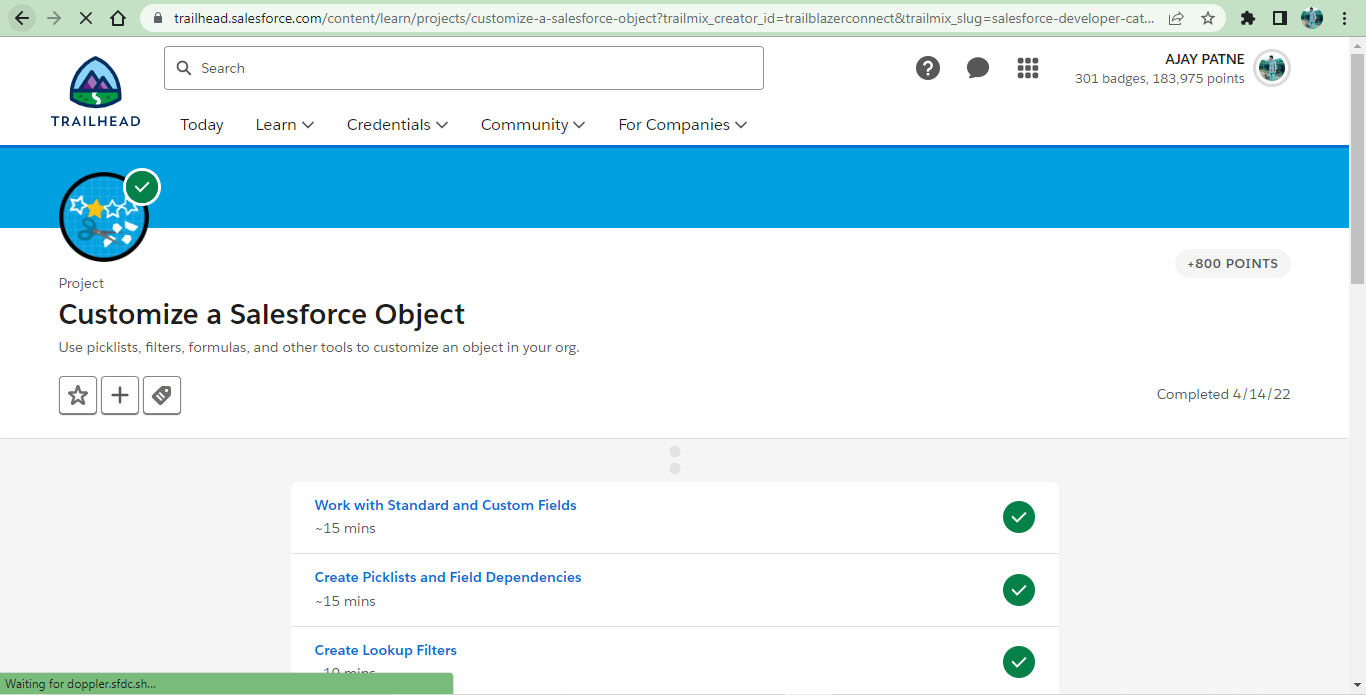 trailhead.salesforce.com/content/learn/projects/customize-a-salesforce-object?trailmix_creator_id=trailblazerconnect&trailmix_slug=salesforce-developer-cat...
Search
AJAY PATNE
301 badges, 183,975 points
TRAILHEAD
Today Learn Credentials Community For Companies
+800 POINTS
Project
Customize a Salesforce Object
Use picklists, filters, formulas, and other tools to customize an object in your org.
Completed 4/14/22
Work with Standard and Custom Fields
~15 mins
Create Picklists and Field Dependencies
~15 mins
Create Lookup Filters
~10 mins
Waiting for doppler.sfdc.sh...